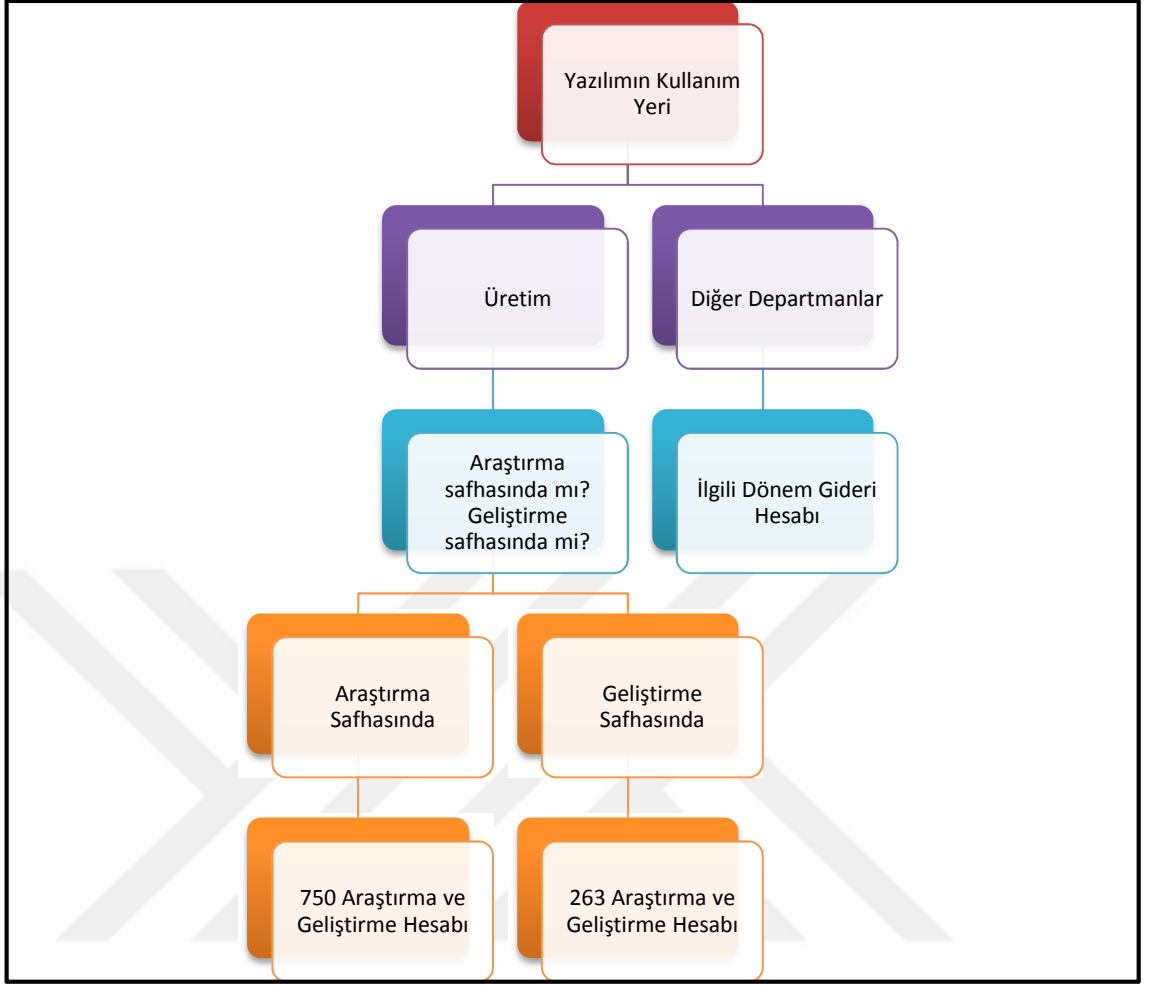 Yazılımın Kullanım
Yeri
Üretim
Diğer Departmanlar
Araştırma
safhasında mı?
Geliştirme
safhasında mi?
İlgili Dönem Gideri
Hesabı
Araştırma
Safhasında
Geliştirme
Safhasında
750 Araştırma ve
Geliştirme Hesabı
263 Araştırma ve
Geliştirme Hesabı